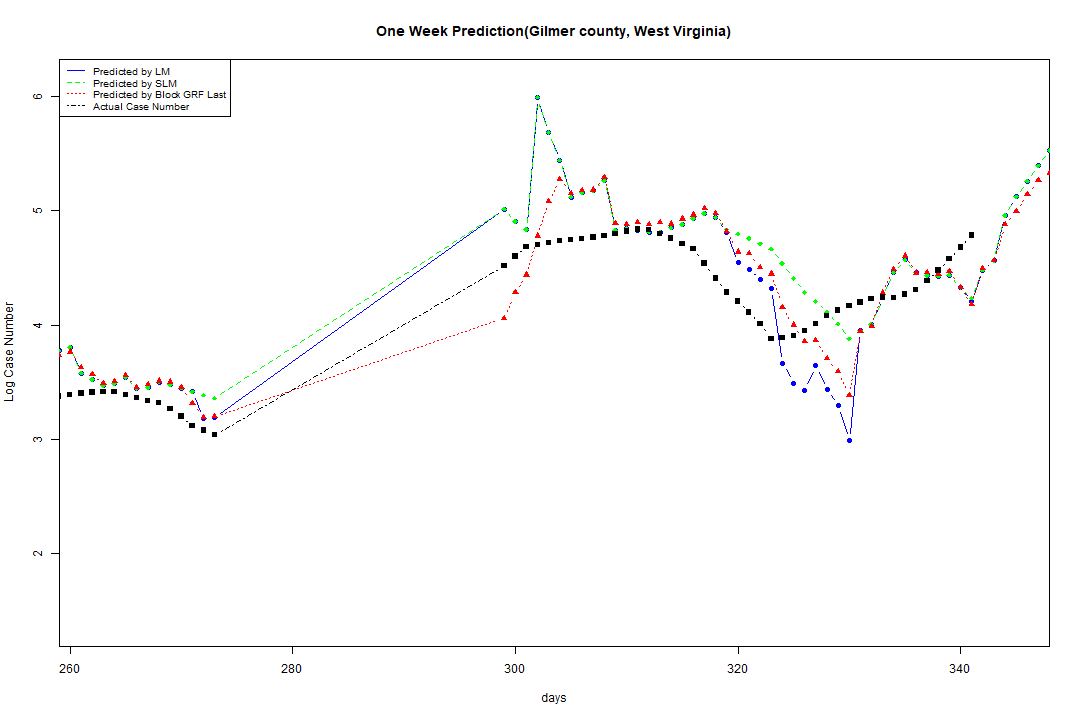 One Week Prediction(Gilmer county, West Virginia)
Predicted by LM
Predicted by SLM
Predicted by Block GRF Last
Actual Case Number
6
5
4
3
2
Log Case Number
260 280 300 320 340
days